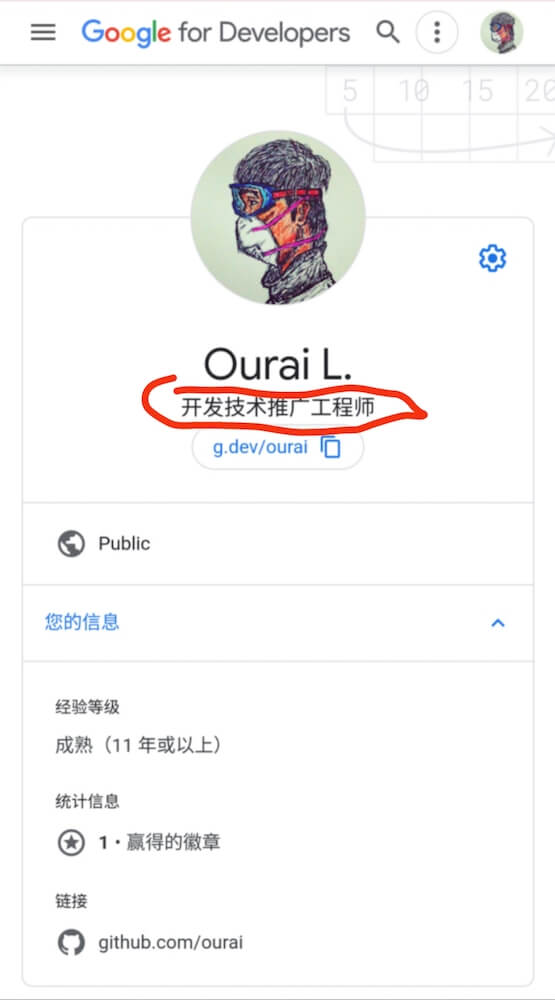 Google for Developers
5 10 15 20
Ourai L.
开发技术推广工程师
g.dev/ourai
Public
您的信息
经验等级
成熟（11 年或以上）
统计信息
1 · 赢得的徽章
链接
github.com/ourai